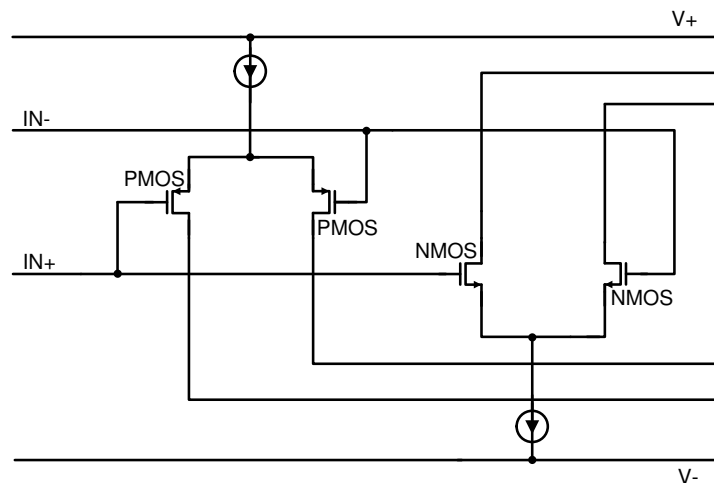 V+
IN-
PMOS
PMOS
NMOS
IN+
NMOS
V-